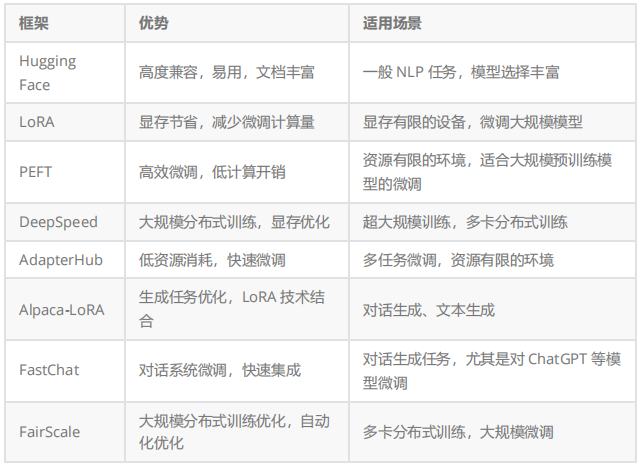 框架 优势 适用场景
Hugging
Face
高度兼容，易用，文档丰富 一般 NLP 任务，模型选择丰富
LoRA 显存节省，减少微调计算量 显存有限的设备，微调大规模模型
PEFT 高效微调，低计算开销 资源有限的环境，适合大规模预训练模
型的微调
DeepSpeed 大规模分布式训练，显存优化 超大规模训练，多卡分布式训练
AdapterHub 低资源消耗，快速微调 多任务微调，资源有限的环境
Alpaca-LoRA 生成任务优化，LoRA 技术结
合
对话生成、文本生成
FastChat 对话系统微调，快速集成 对话生成任务，尤其是对 ChatGPT 等模
型微调
FairScale 大规模分布式训练优化，自动
化优化
多卡分布式训练，大规模微调